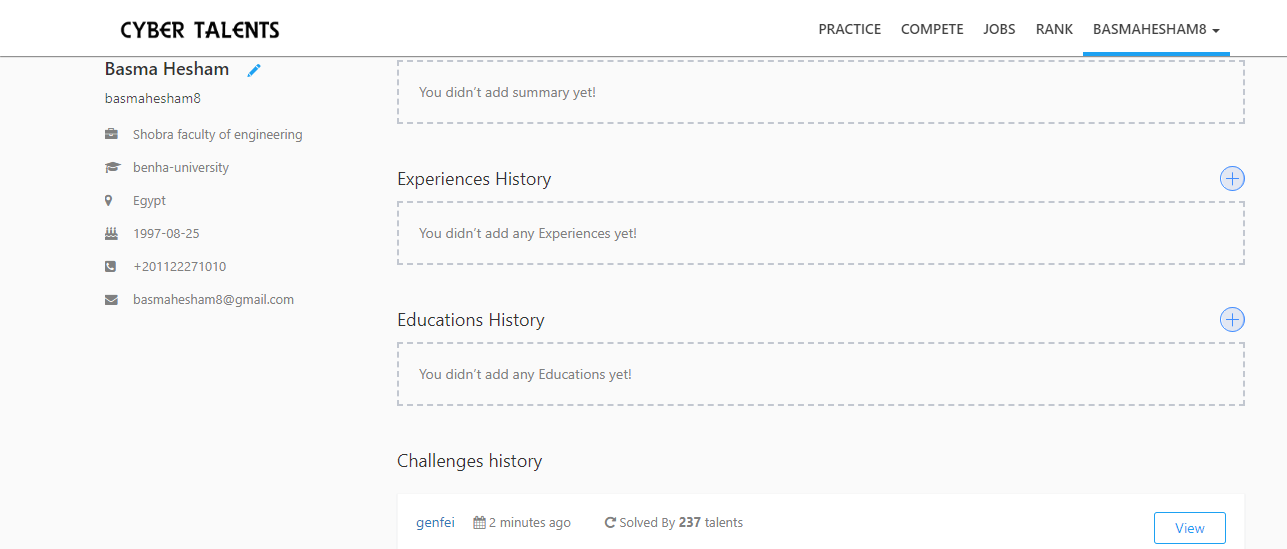 CYBER TALENTS
PRACTICE COMPETE JOBS RANK BASMAHESHAM8
Basma Hesham
basmahesham8
Shobra faculty of engineering
benha-university
Egypt
1997-08-25
+201122271010
basmahesham8@gmail.com
You didn't add summary yet!
Experiences History
You didn't add any Experiences yet!
Educations History
You didn't add any Educations yet!
Challenges history
genfei 2 minutes ago Solved By 237 talents View